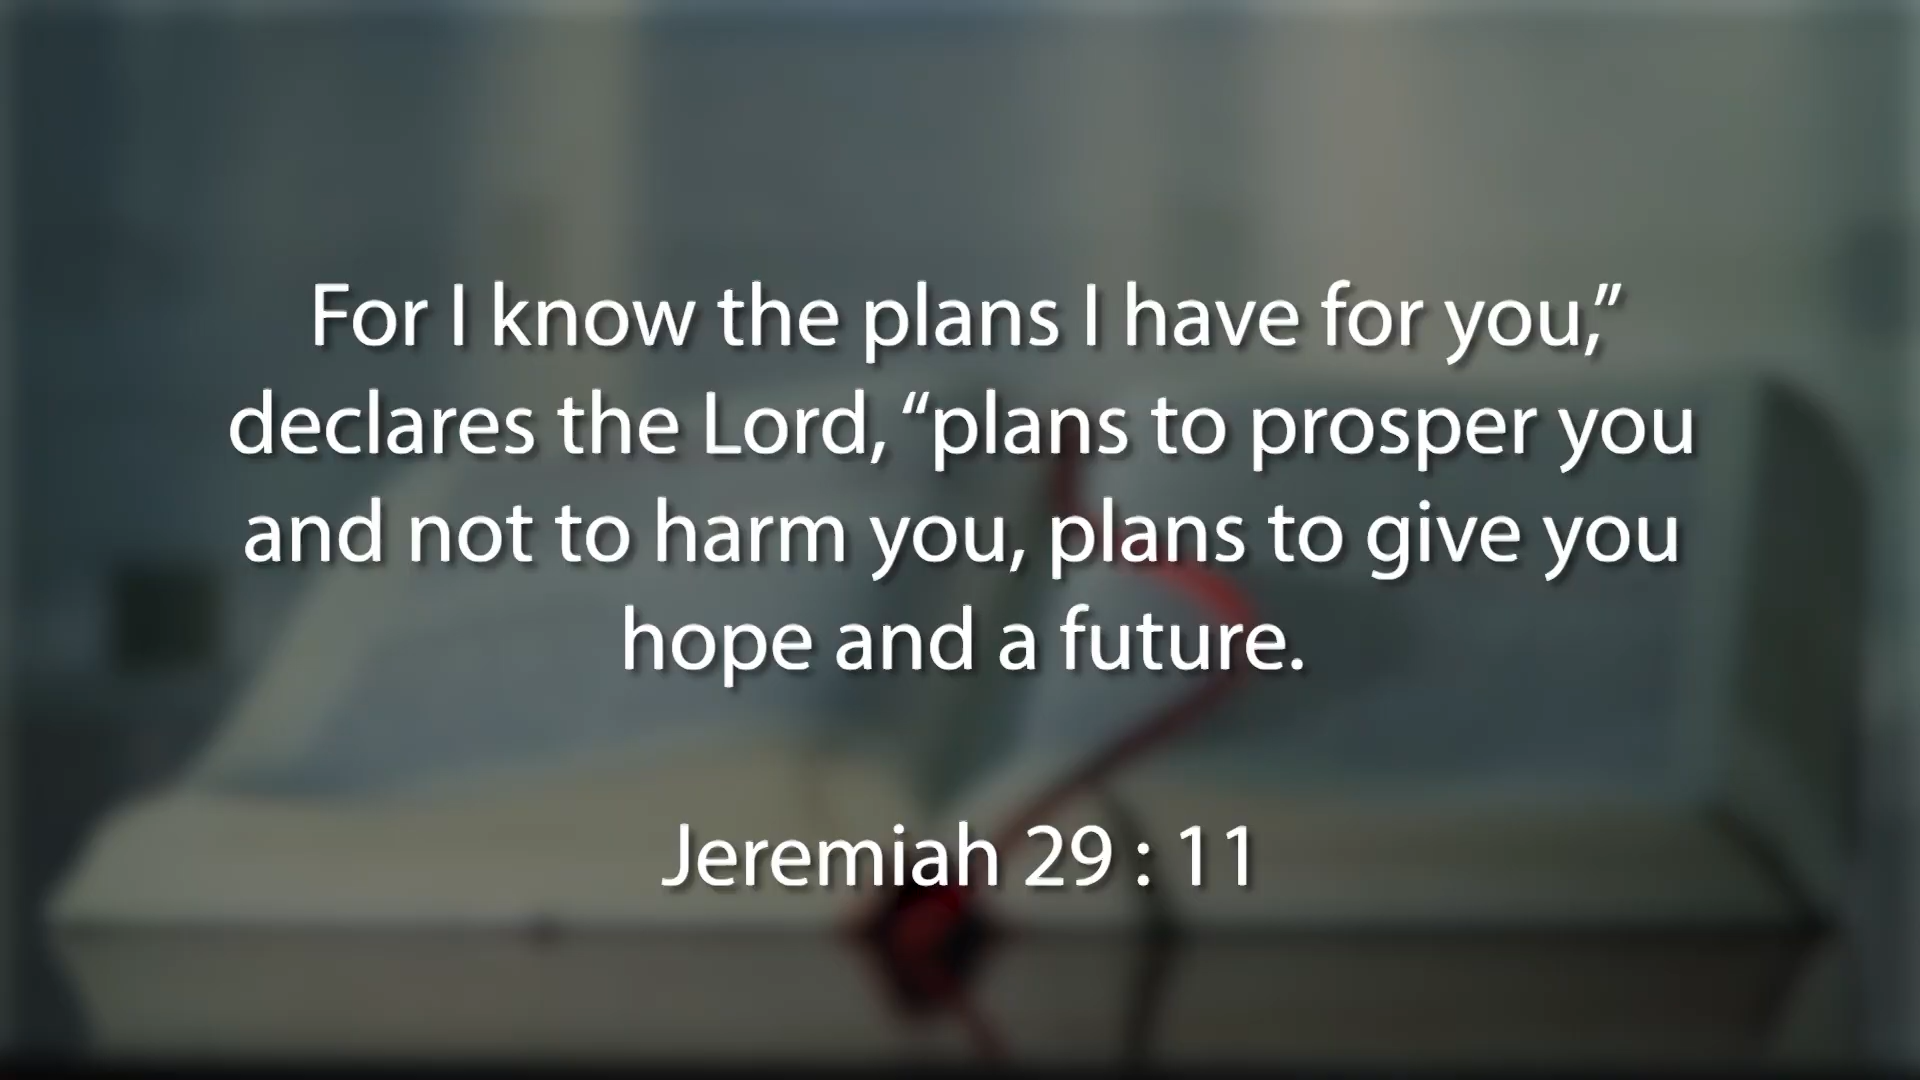 For I know the plans I have for you,”
declares the Lord, “plans to prosper you
and not to harm you, plans to give you
hope and a future.
Jeremiah 29 : 11